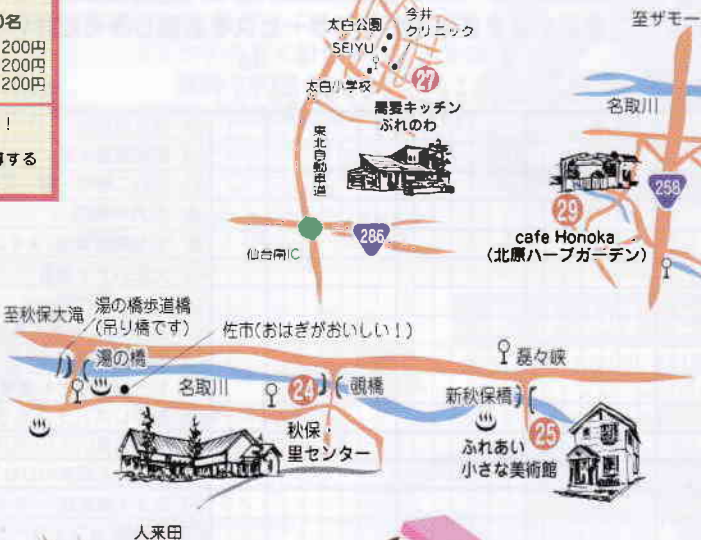 0名
200円
200円
200円
！
する
太白公園
今井
クリニック
SEIYU
太白小学校
27
蕎麦キッチン
ぶれのわ
東北自動車道
仙台南IC
286
至ザモー
名取川
258
29
cafe Honoka
(北原ハーブガーデン)
至秋保大滝
湯の橋歩道橋
(吊り橋です)
湯の橋
佐市(おはぎがおいしい！)
名取川
24
覗橋
秋保・
里センター
磊々峡
新秋保橋
25
ふれあい
小さな美術館
人来田